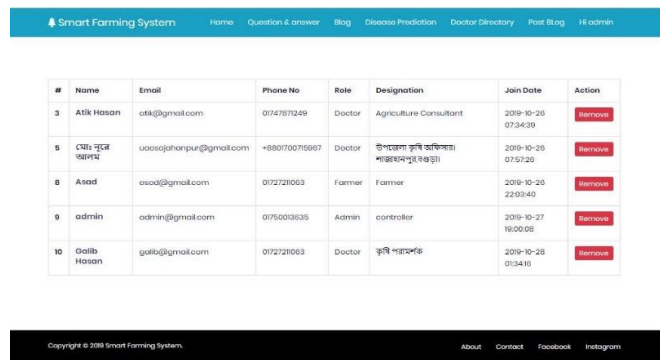 Smart Farming System Home Question & answer Blog Disease Prediction Doctor Directory Post BLog Hi admin
# Name Email Phone No Role Designation Join Date Action
3 Atik Hasan atik@gmail.com 01747871249 Doctor Agriculture Consultant 2019-10-26 Remove
07:34:39
5 মোঃ নূরে uaosajahanpur@gmail.com +8801700715967 Doctor উপজেলা কৃষি অফিসার। 2019-10-26 Remove
আলম শাজাহানপুর,বগুড়া। 07:57:26
8 Asad asad@gmail.com 01727211063 Farmer Farmer 2019-10-26 Remove
22:03:40
9 admin admin@gmail.com 01750013635 Admin controller 2019-10-27 Remove
19:00:08
10 Galib galib@gmail.com 01727211063 Doctor কৃষি পরামর্শক 2019-10-28 Remove
Hasan 01:34:16
Copyright © 2019 Smart Farming System. About Contact Facebook Instagram